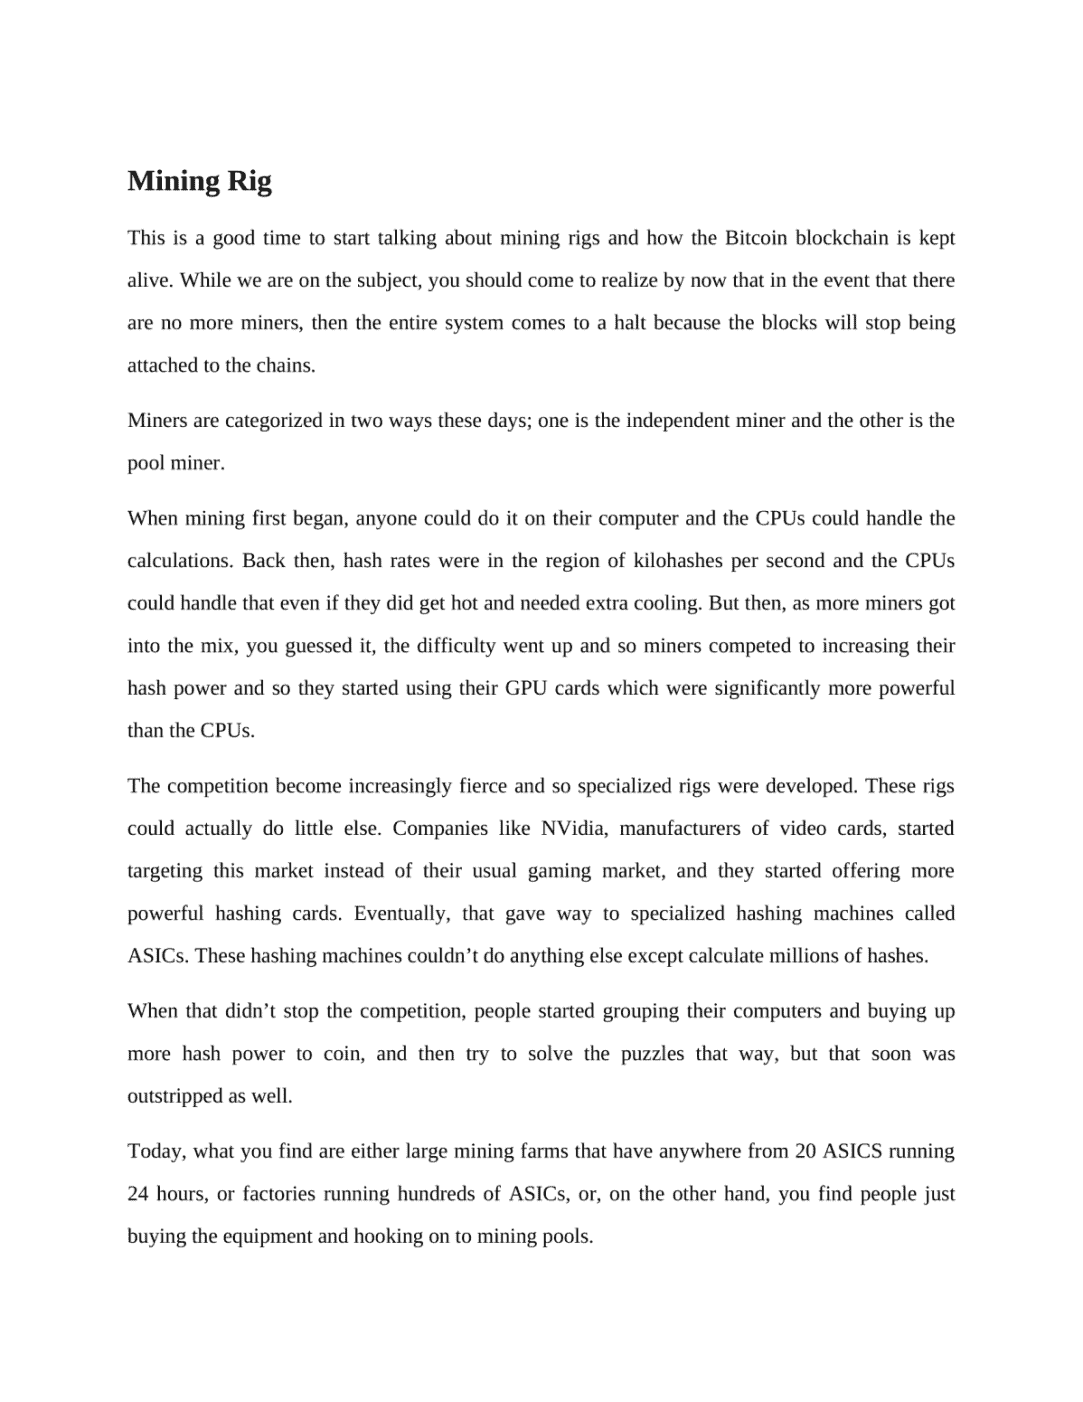 Mining Rig
This is a good time to start talking about mining rigs and how the Bitcoin blockchain is kept
alive. While we are on the subject, you should come to realize by now that in the event that there
are no more miners, then the entire system comes to a halt because the blocks will stop being
attached to the chains.
Miners are categorized in two ways these days; one is the independent miner and the other is the
pool miner.
When mining first began, anyone could do it on their computer and the CPUs could handle the
calculations. Back then, hash rates were in the region of kilohashes per second and the CPUs
could handle that even if they did get hot and needed extra cooling. But then, as more miners got
into the mix, you guessed it, the difficulty went up and so miners competed to increasing their
hash power and so they started using their GPU cards which were significantly more powerful
than the CPUs.
The competition become increasingly fierce and so specialized rigs were developed. These rigs
could actually do little else. Companies like NVidia, manufacturers of video cards, started
targeting this market instead of their usual gaming market, and they started offering more
powerful hashing cards. Eventually, that gave way to specialized hashing machines called
ASICs. These hashing machines couldn’t do anything else except calculate millions of hashes.
When that didn’t stop the competition, people started grouping their computers and buying up
more hash power to coin, and then try to solve the puzzles that way, but that soon was
outstripped as well.
Today, what you find are either large mining farms that have anywhere from 20 ASICS running
24 hours, or factories running hundreds of ASICs, or, on the other hand, you find people just
buying the equipment and hooking on to mining pools.